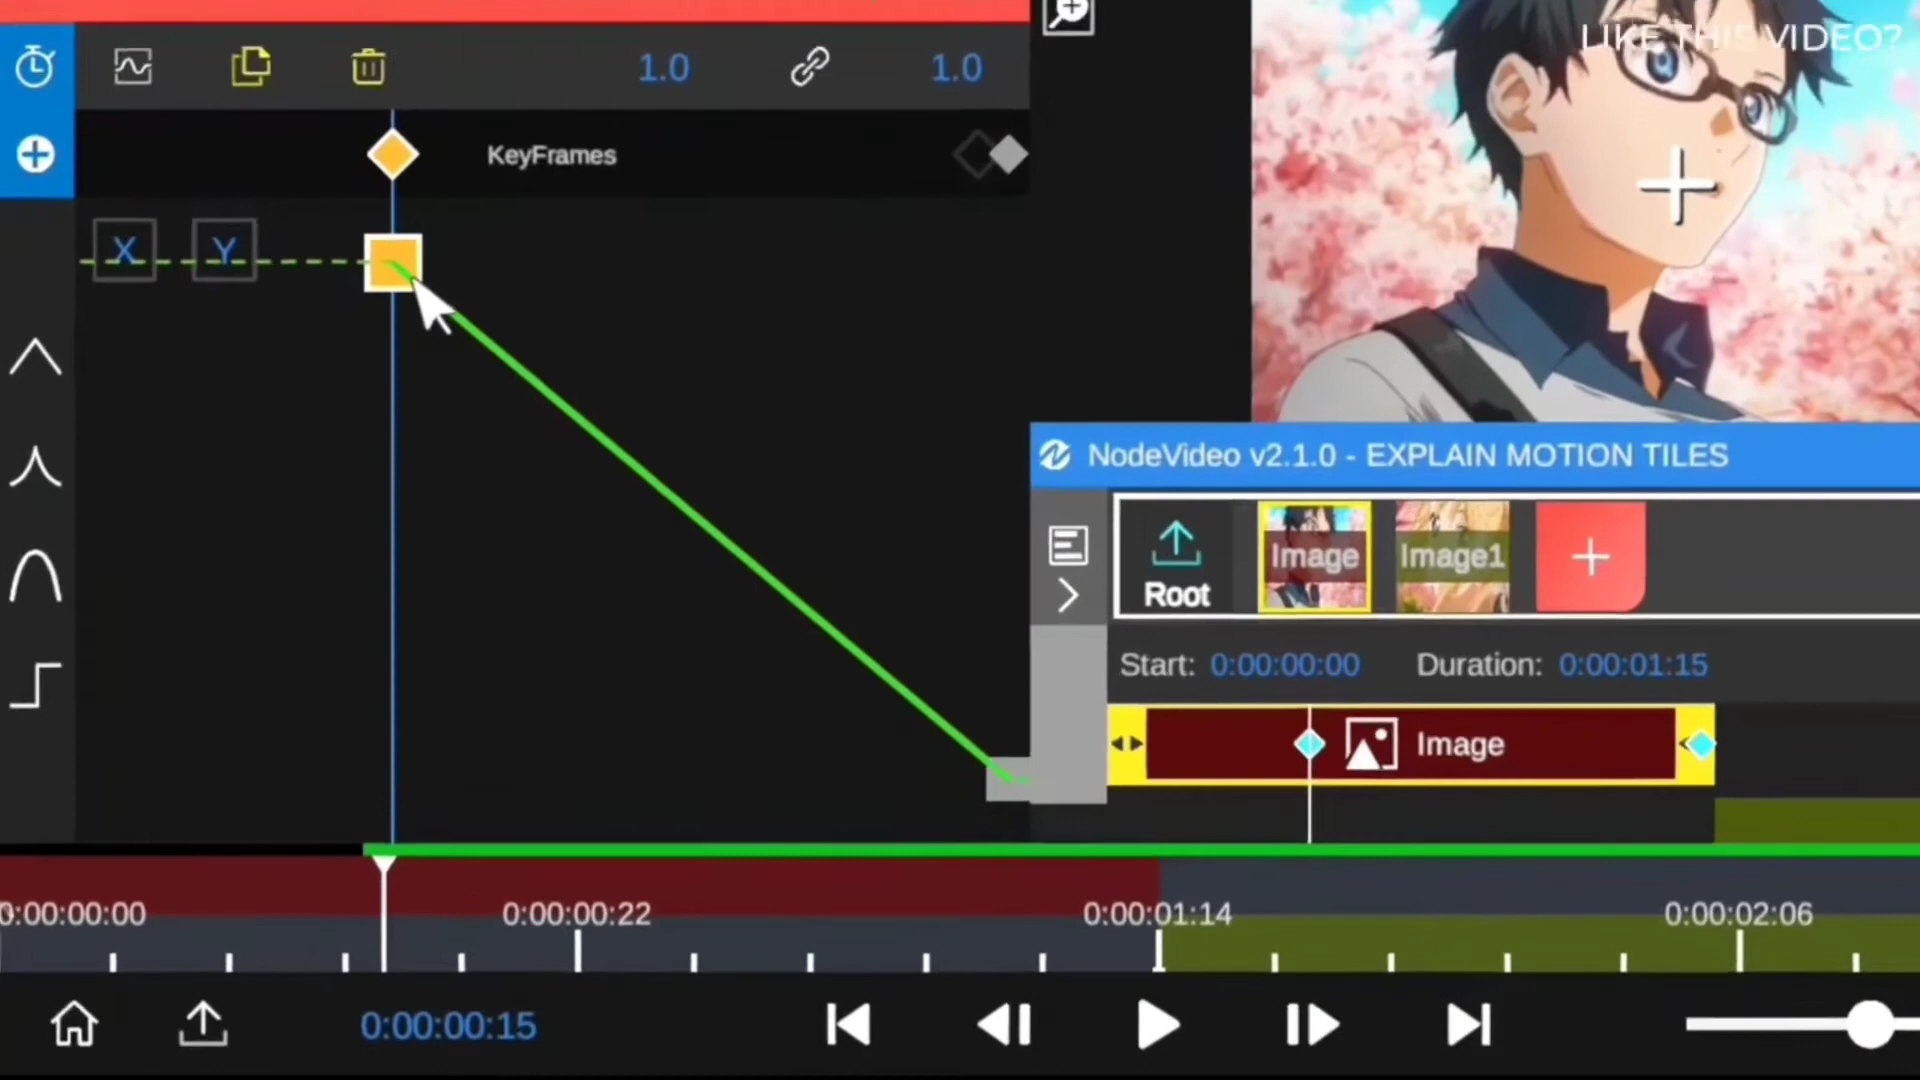 LIKE THIS VIDEO?
1.0
1.0
KeyFrames
X
Y
NodeVideo v2.1.0 - EXPLAIN MOTION TILES
Root
Image
Image1
Start: 0:00:00:00 Duration: 0:00:01:15
Image
0:00:00:00
0:00:00:22
0:00:01:14
0:00:02:06
0:00:00:15